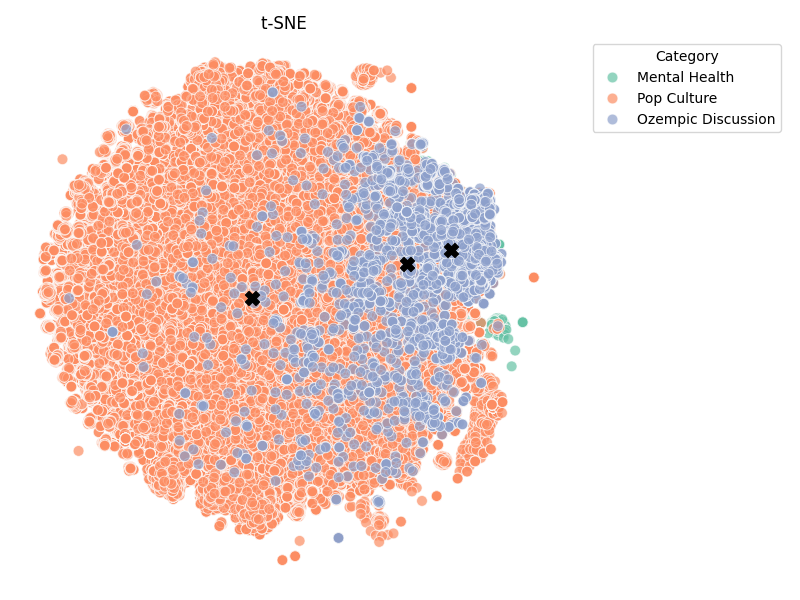 t-SNE
Category
Mental Health
Pop Culture
Ozempic Discussion